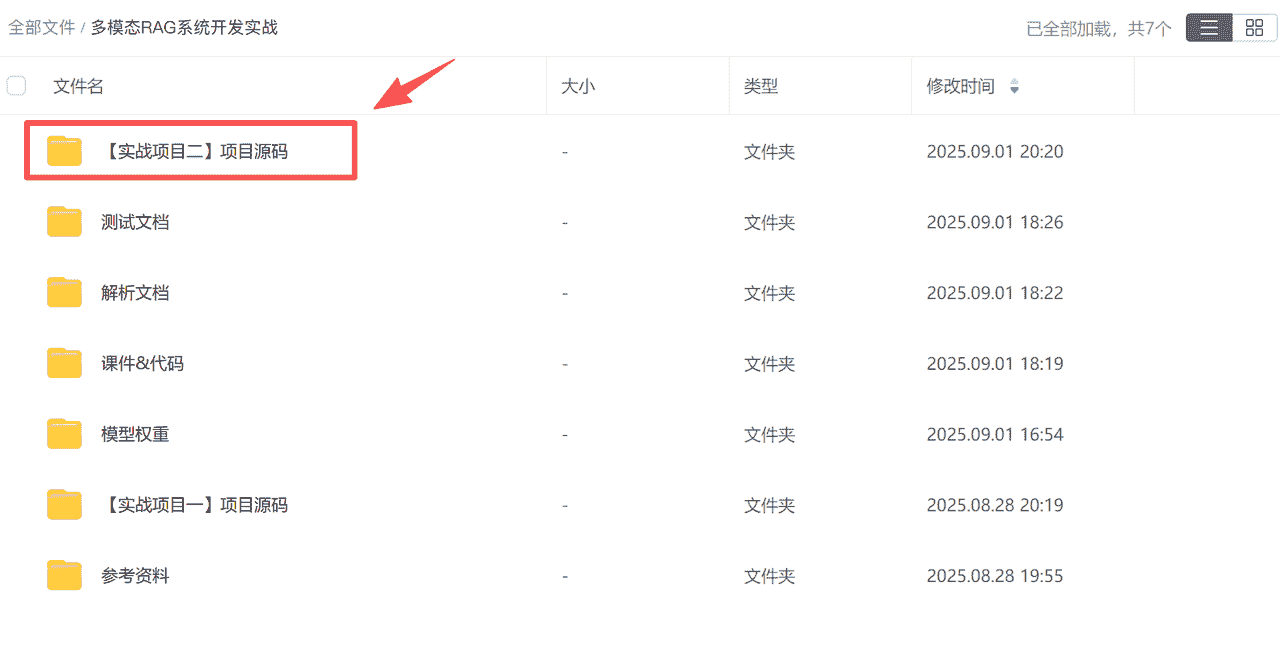 全部文件 / 多模态RAG系统开发实战 已全部加载，共7个
文件名 大小 类型 修改时间
【实战项目二】项目源码 - 文件夹 2025.09.01 20:20
测试文档 - 文件夹 2025.09.01 18:26
解析文档 - 文件夹 2025.09.01 18:22
课件&代码 - 文件夹 2025.09.01 18:19
模型权重 - 文件夹 2025.09.01 16:54
【实战项目一】项目源码 - 文件夹 2025.08.28 20:19
参考资料 - 文件夹 2025.08.28 19:55